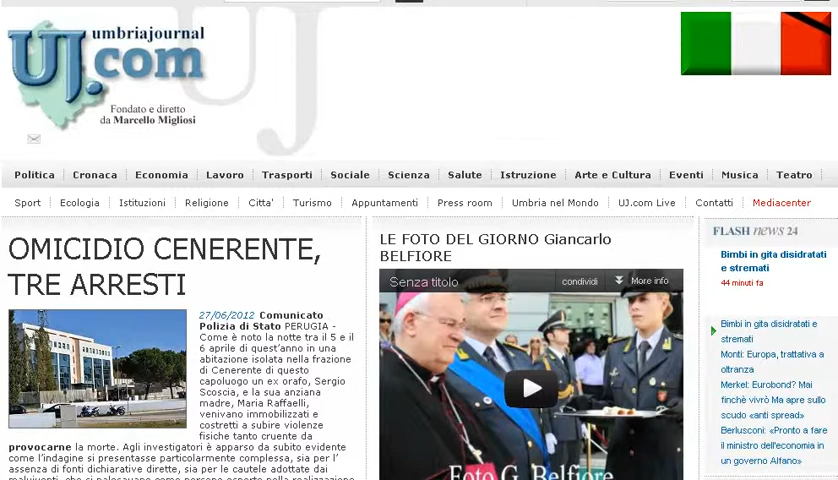 umbriajournal
UJ.com
Fondato e diretto
da Marcello Migliosi
Politica Cronaca Economia Lavoro Trasporti Sociale Scienza Salute Istruzione Arte e Cultura Eventi Musica Teatro
Sport Ecologia Istituzioni Religione Citta' Turismo Appuntamenti Press room Umbria nel Mondo UJ.com Live Contatti Mediacenter
OMICIDIO CENERENTE,
TRE ARRESTI
27/06/2012 Comunicato
Polizia di Stato PERUGIA -
Come è noto la notte tra il 5 e il
6 aprile di quest'anno in una
abitazione isolata nella frazione
di Cenerente di questo
capoluogo un ex orafo, Sergio
Scoscia, e la sua anziana
madre, Maria Raffaelli,
venivano immobilizzati e
costretti a subire violenze
fisiche tanto cruente da
provocarne la morte. Agli investigatori è apparso da subito evidente
come l'indagine si presentasse particolarmente complessa, sia per l'
assenza di fonti dichiarative dirette, sia per le cautele adottate dai
LE FOTO DEL GIORNO Giancarlo
BELFIORE
Senza titolo condividi More info
Foto G. Belfiore
FLASH news 24
Bimbi in gita disidratati
e stremati
44 minuti fa
Bimbi in gita disidratati e
stremati
Monti: Europa, trattativa a
oltranza
Merkel: Eurobond? Mai
finchè vivrò Ma apre sullo
scudo «anti spread»
Berlusconi: «Pronto a fare
il ministro dell'economia in
un governo Alfano»